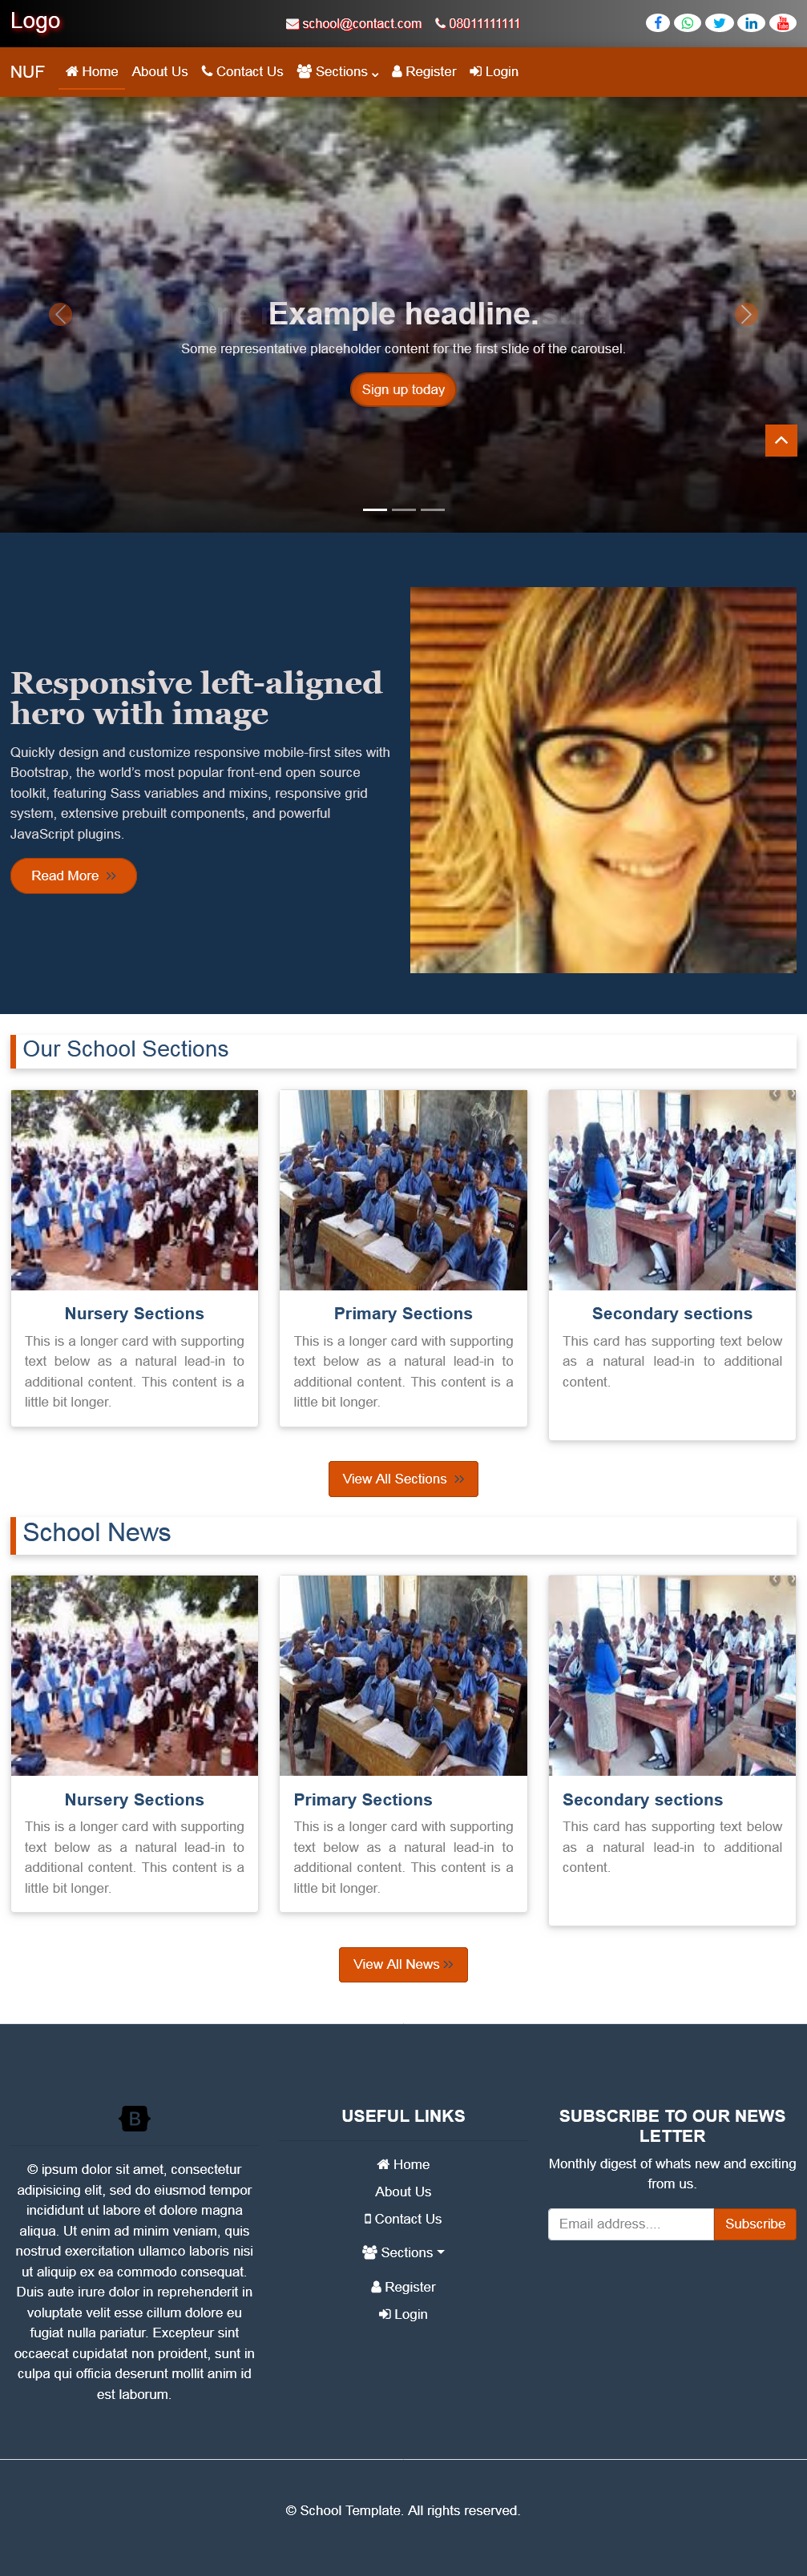 Logo
school@contact.com 08011111111
NUF Home About Us Contact Us Sections Register Login
Example headline.
Some representative placeholder content for the first slide of the carousel.
Sign up today
Responsive left-aligned
hero with image
Quickly design and customize responsive mobile-first sites with
Bootstrap, the world's most popular front-end open source
toolkit, featuring Sass variables and mixins, responsive grid
system, extensive prebuilt components, and powerful
JavaScript plugins.
Read More »
Our School Sections
Nursery Sections
This is a longer card with supporting
text below as a natural lead-in to
additional content. This content is a
little bit longer.
Primary Sections
This is a longer card with supporting
text below as a natural lead-in to
additional content. This content is a
little bit longer.
Secondary sections
This card has supporting text below
as a natural lead-in to additional
content.
View All Sections »
School News
Nursery Sections
This is a longer card with supporting
text below as a natural lead-in to
additional content. This content is a
little bit longer.
Primary Sections
This is a longer card with supporting
text below as a natural lead-in to
additional content. This content is a
little bit longer.
Secondary sections
This card has supporting text below
as a natural lead-in to additional
content.
View All News »
B
© ipsum dolor sit amet, consectetur
adipisicing elit, sed do eiusmod tempor
incididunt ut labore et dolore magna
aliqua. Ut enim ad minim veniam, quis
nostrud exercitation ullamco laboris nisi
ut aliquip ex ea commodo consequat.
Duis aute irure dolor in reprehenderit in
voluptate velit esse cillum dolore eu
fugiat nulla pariatur. Excepteur sint
occaecat cupidatat non proident, sunt in
culpa qui officia deserunt mollit anim id
est laborum.
USEFUL LINKS
Home
About Us
Contact Us
Sections
Register
Login
SUBSCRIBE TO OUR NEWS
LETTER
Monthly digest of whats new and exciting
from us.
Email address.... Subscribe
© School Template. All rights reserved.